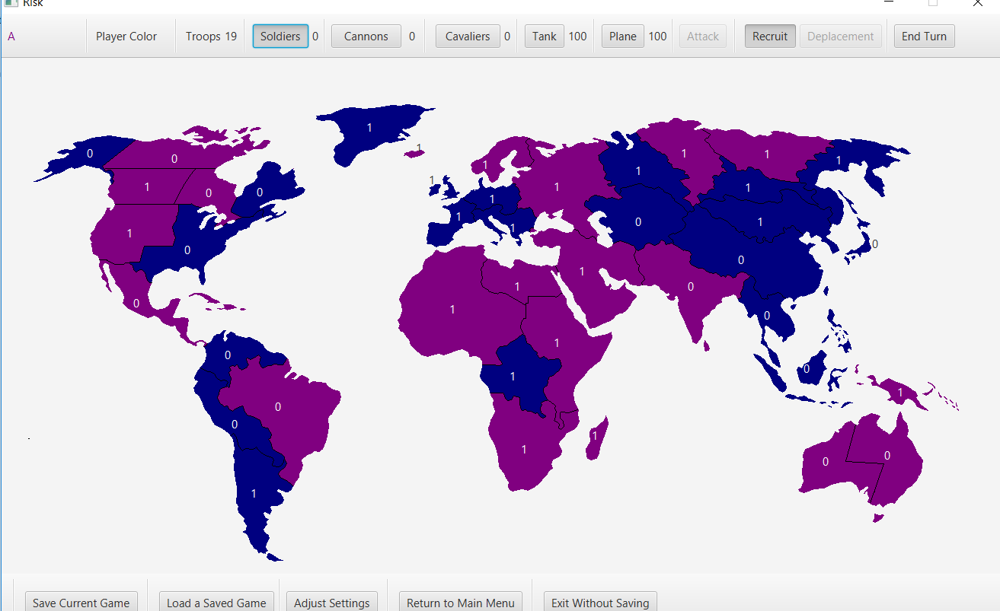 Risk
A Player Color Troops 19 Soldiers 0 Cannons 0 Cavaliers 0 Tank 100 Plane 100 Attack Recruit Deplacement End Turn
1
1
0 0 1 1 1
1 1
1 1 0 0 1 1 1 1
1 0 1 1
1 0 0
1 0
1
1 0
0 1 0
1
0 1
0 1 0
1
0 1
0
1
1 0
0
1
Save Current Game Load a Saved Game Adjust Settings Return to Main Menu Exit Without Saving